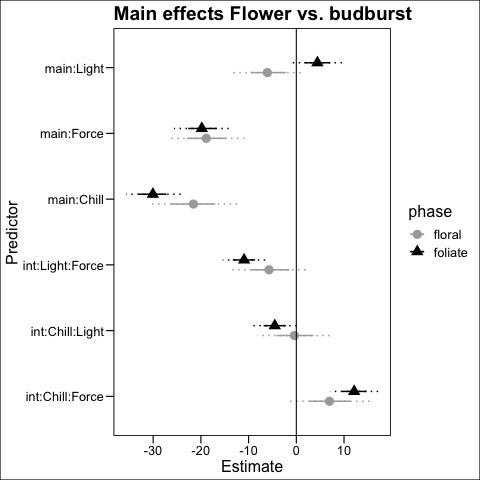 Main effects Flower vs. budburst
main:Light
main:Force
main:Chill
int:Light:Force
int:Chill:Light
int:Chill:Force
Predictor
-30 -20 -10 0 10
Estimate
phase
floral
foliate